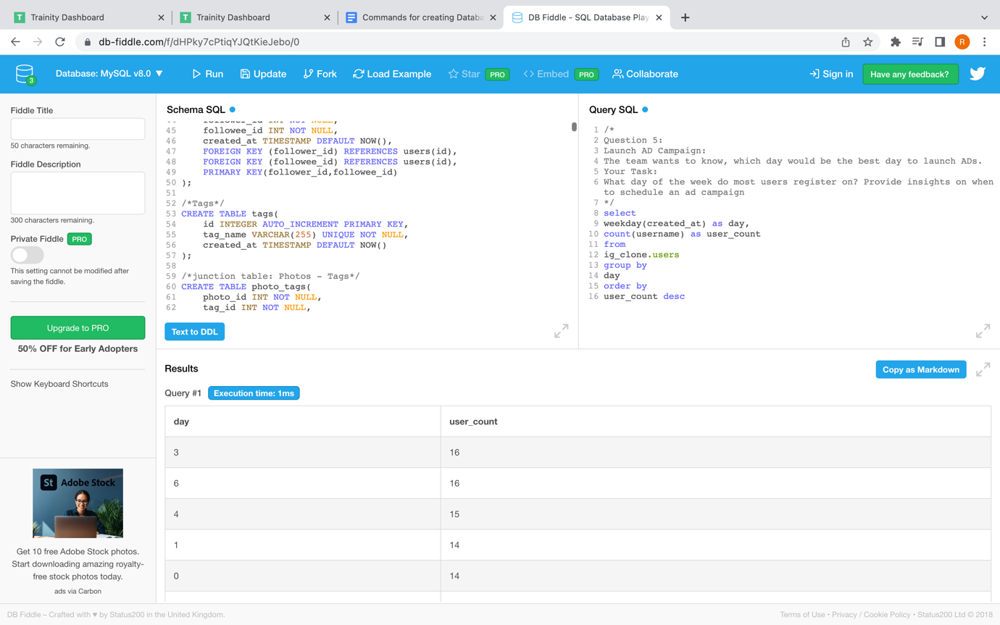 Trainity Dashboard
Trainity Dashboard
Commands for creating Databa
DB Fiddle - SQL Database Play
db-fiddle.com/f/dHPky7cPtiqYJQtKieJebo/0
R
3
Database: MySQL v8.0 ▼
Run
Update
Fork
Load Example
Star PRO
Embed PRO
Collaborate
Sign in
Have any feedback?
Fiddle Title
50 characters remaining.
Fiddle Description
300 characters remaining.
Private Fiddle PRO
This setting cannot be modified after
saving the fiddle.
Upgrade to PRO
50% OFF for Early Adopters
Show Keyboard Shortcuts
St Adobe Stock
Get 10 free Adobe Stock photos.
Start downloading amazing royalty-
free stock photos today.
ads via Carbon
Schema SQL
44 follower_id INT NOT NULL,
45 followee_id INT NOT NULL,
46 created_at TIMESTAMP DEFAULT NOW(),
47 FOREIGN KEY (follower_id) REFERENCES users(id),
48 FOREIGN KEY (followee_id) REFERENCES users(id),
49 PRIMARY KEY(follower_id,followee_id)
50 );
51
52 /*Tags*/
53 CREATE TABLE tags(
54 id INTEGER AUTO_INCREMENT PRIMARY KEY,
55 tag_name VARCHAR(255) UNIQUE NOT NULL,
56 created_at TIMESTAMP DEFAULT NOW()
57 );
58
59 /*junction table: Photos - Tags*/
60 CREATE TABLE photo_tags(
61 photo_id INT NOT NULL,
62 tag_id INT NOT NULL,
Text to DDL
Query SQL
1 /*
2 Question 5:
3 Launch AD Campaign:
4 The team wants to know, which day would be the best day to launch ADs.
5 Your Task:
6 What day of the week do most users register on? Provide insights on when
to schedule an ad campaign
7 */
8 select
9 weekday(created_at) as day,
10 count(username) as user_count
11 from
12 ig_clone.users
13 group by
14 day
15 order by
16 user_count desc
Results
Copy as Markdown
Query #1 Execution time: 1ms
day user_count
3 16
6 16
4 15
1 14
0 14
DB Fiddle – Crafted with ♥ by Status200 in the United Kingdom.
Terms of Use • Privacy / Cookie Policy • Status200 Ltd © 2018